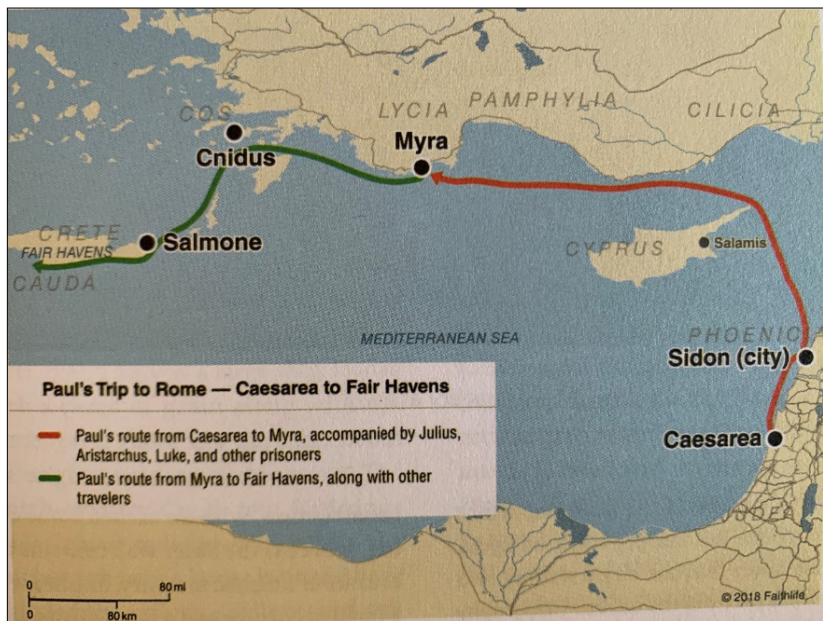 COS
LYCIA
PAMPHYLIA
CILICIA
Myra
Cnidus
CRETE
Salmone
FAIR HAVENS
CAUDA
CYPRUS
Salamis
MEDITERRANEAN SEA
PHOENICIA
Sidon (city)
Caesarea
JUDEA
Paul's Trip to Rome — Caesarea to Fair Havens
Paul's route from Caesarea to Myra, accompanied by Julius,
Aristarchus, Luke, and other prisoners
Paul's route from Myra to Fair Havens, along with other
travelers
0
80 mi
0
80 km
© 2018 Faithlife